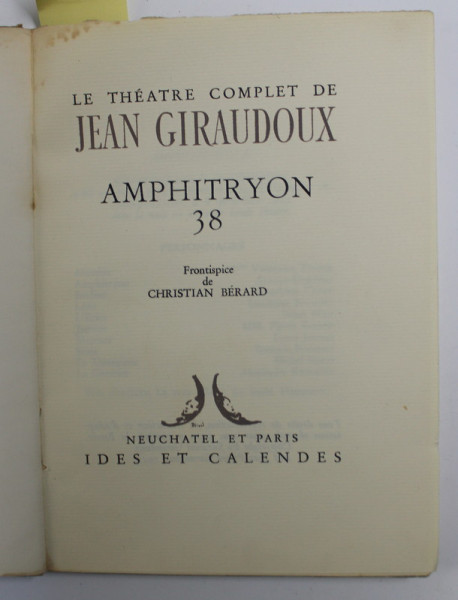 LE THÉATRE COMPLET DE
JEAN GIRAUDOUX
AMPHITRYON
38
Frontispice
de
CHRISTIAN BÉRARD
NEUCHATEL ET PARIS
IDES ET CALENDES